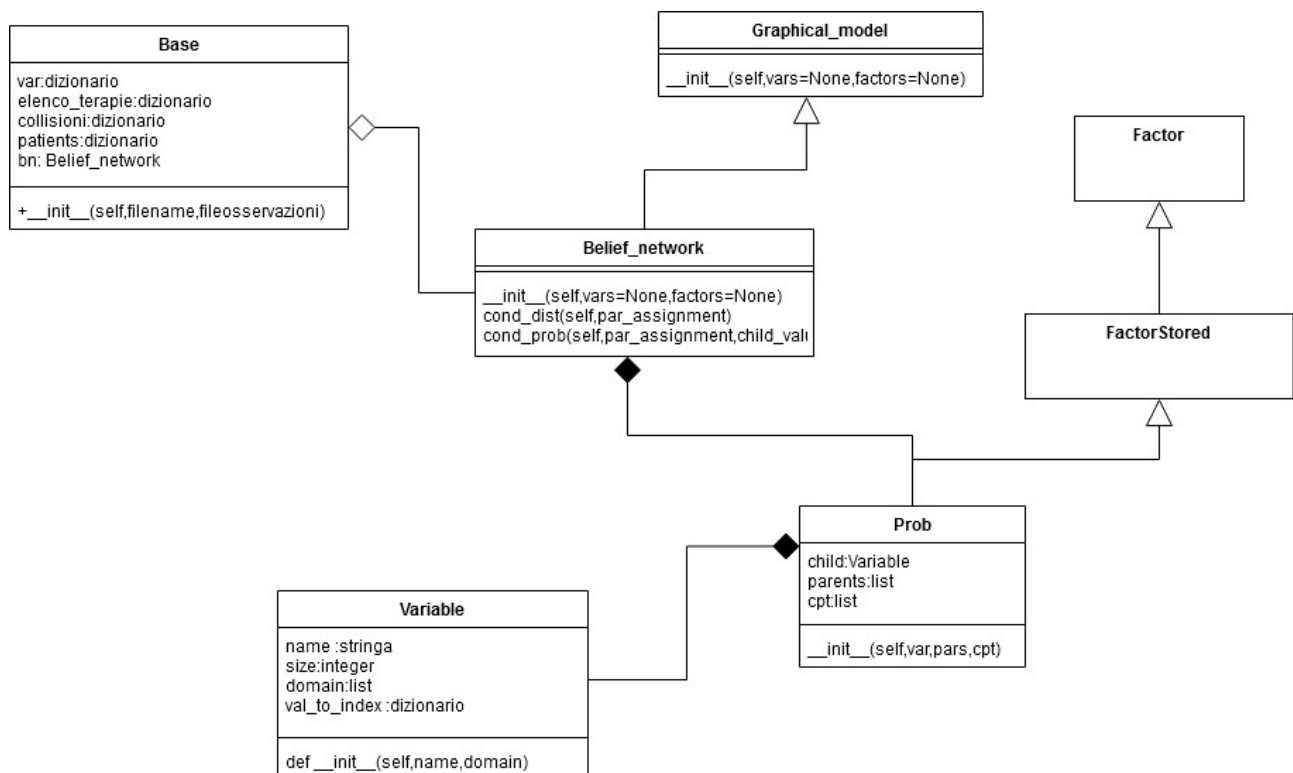 Base
var:dizionario
elenco_terapie:dizionario
collisioni:dizionario
patients:dizionario
bn: Belief_network
+__init__(self,filename,fileosservazioni)
Graphical_model
__init__(self,vars=None,factors=None)
Factor
Belief_network
__init__(self,vars=None,factors=None)
cond_dist(self,par_assignment)
cond_prob(self,par_assignment,child_valu
FactorStored
Prob
child:Variable
parents:list
cpt:list
__init__(self,var,pars,cpt)
Variable
name :stringa
size:integer
domain:list
val_to_index :dizionario
def __init__(self,name,domain)